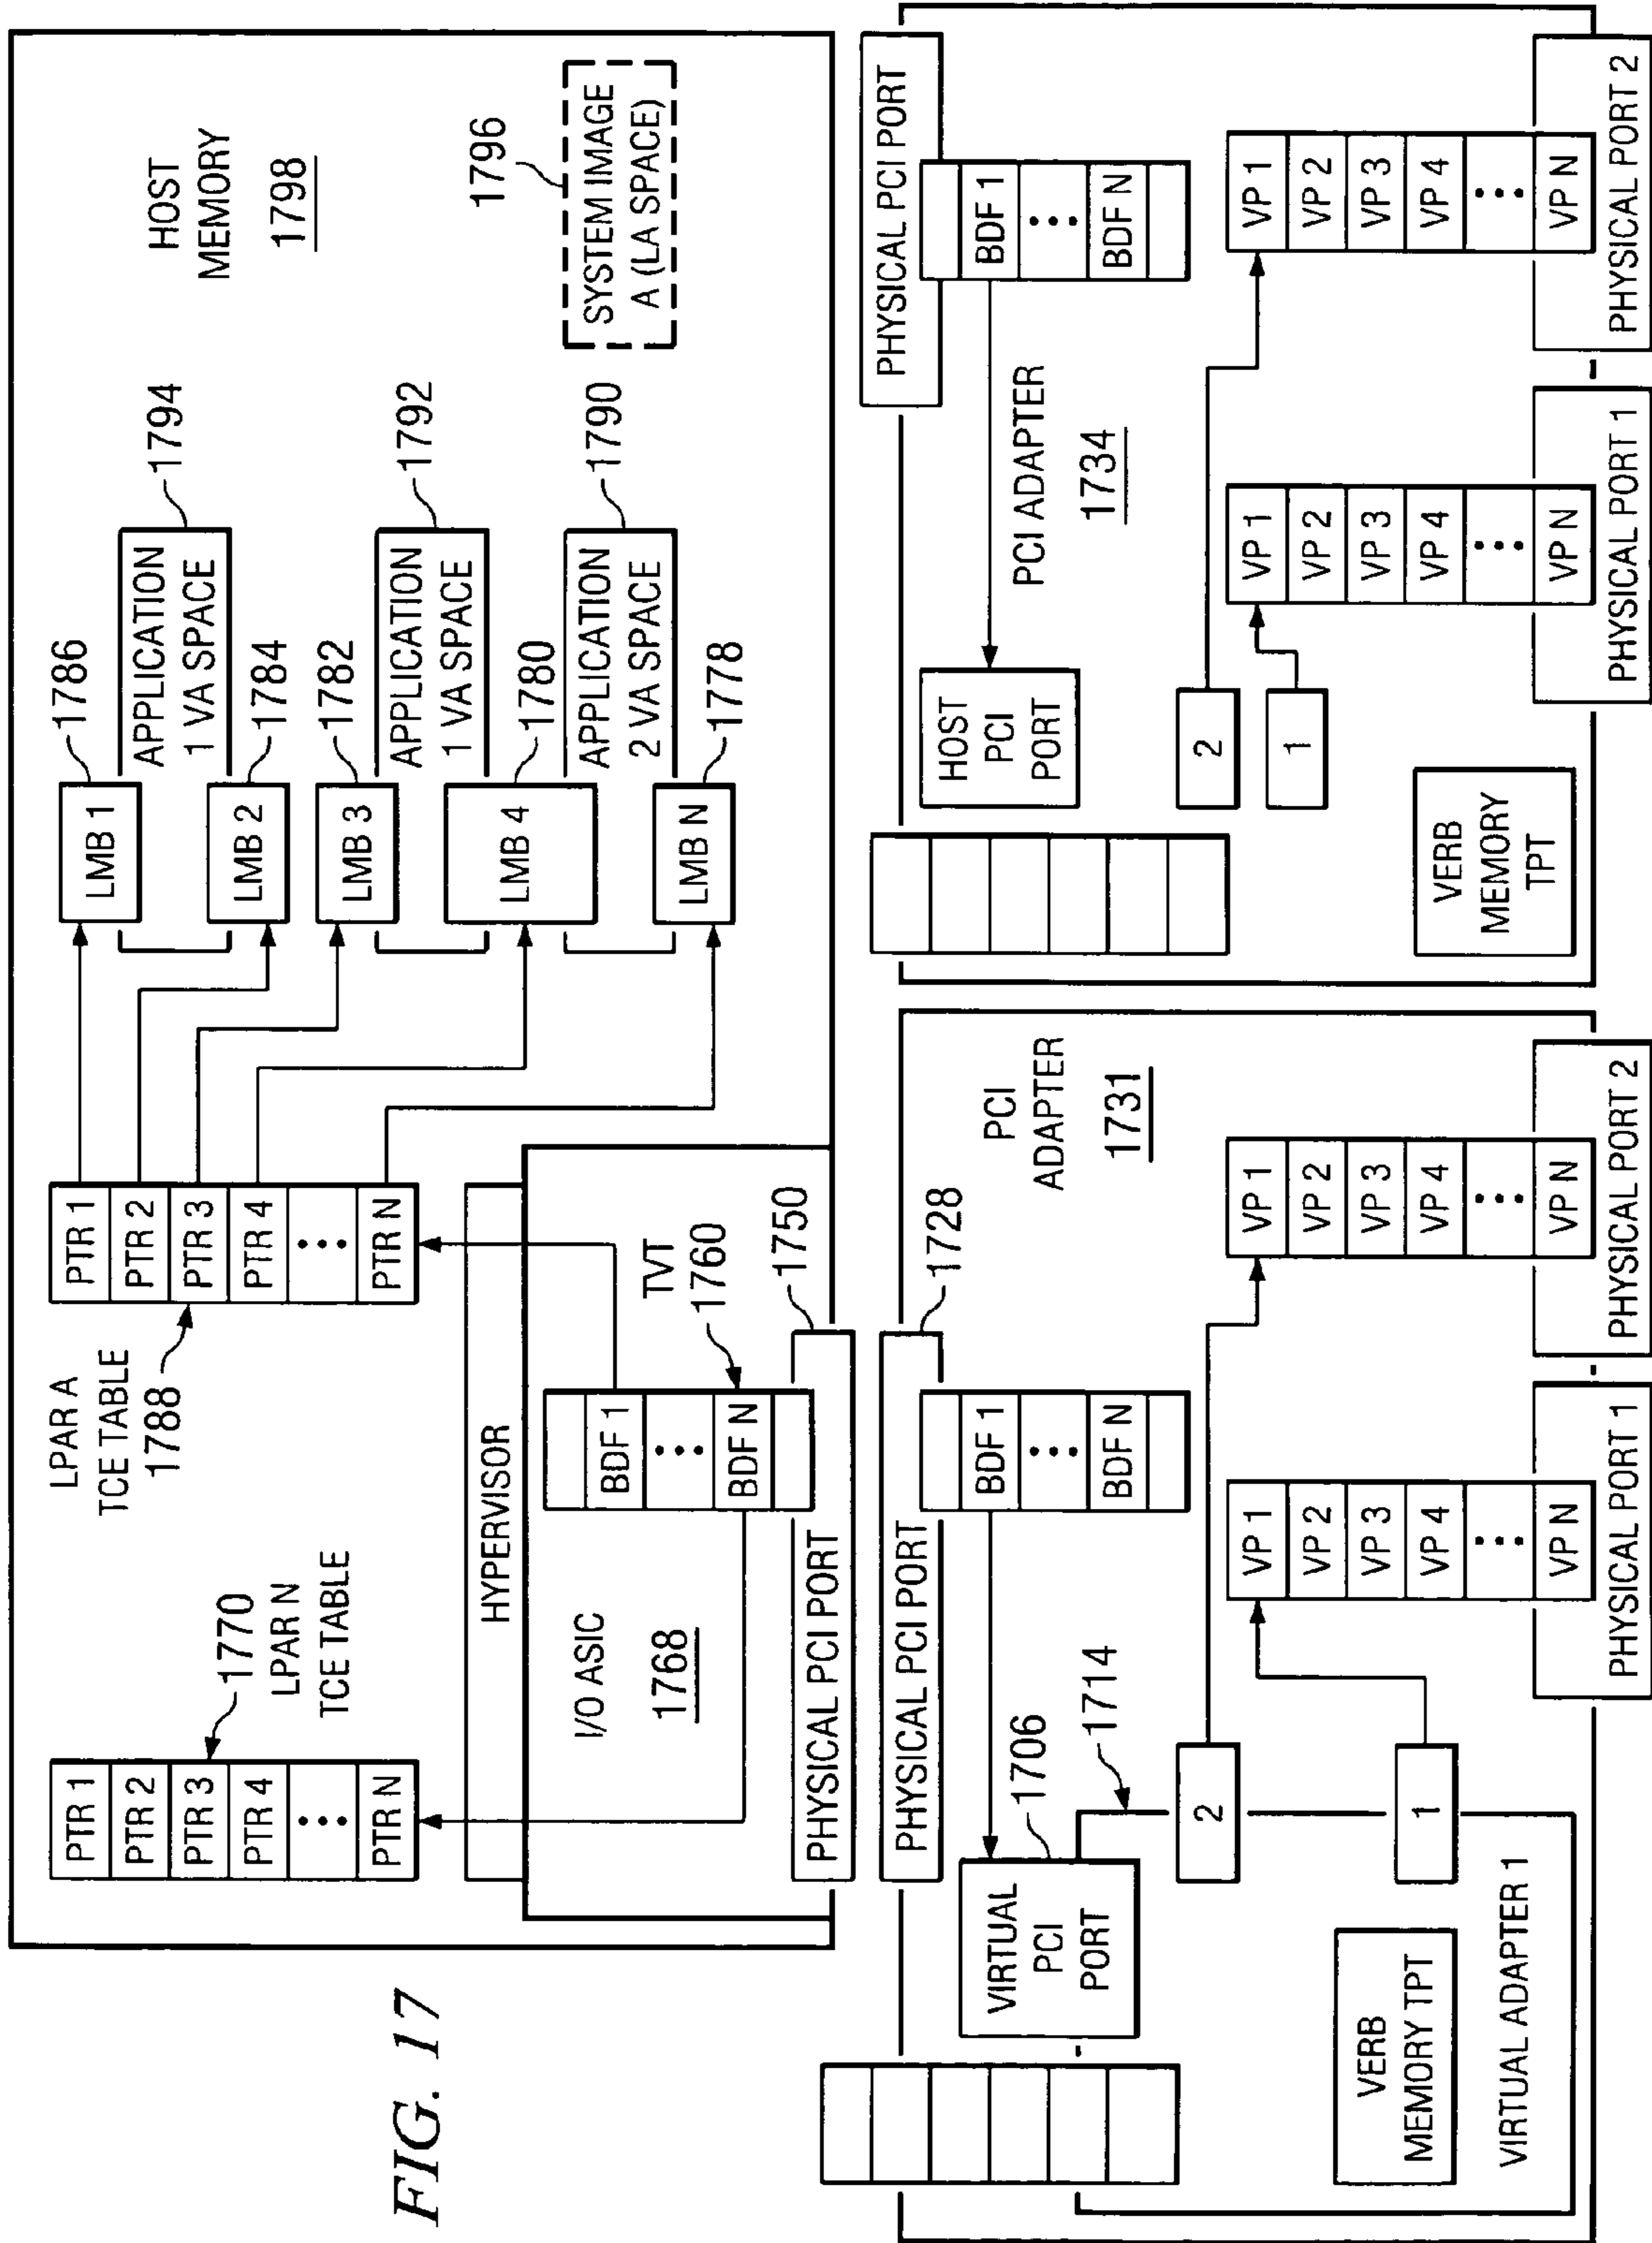 FIG. 17
HOST
MEMORY
1798
1796
SYSTEM IMAGE
A (LA SPACE)
PTR 1
PTR 2
PTR 3
PTR 4
PTR N
1770
LPAR N
TCE TABLE
LPAR A
TCE TABLE
1788
PTR 1
PTR 2
PTR 3
PTR 4
PTR N
LMB 1
1786
APPLICATION
1 VA SPACE
1794
LMB 2
1784
LMB 3
1782
APPLICATION
1 VA SPACE
1792
LMB 4
1780
APPLICATION
2 VA SPACE
1790
LMB N
1778
HYPERVISOR
I/O ASIC
1768
BDF 1
BDF N
TVT
1760
PHYSICAL PCI PORT
1750
PHYSICAL PCI PORT
1728
BDF 1
BDF N
PCI
ADAPTER
1731
VIRTUAL
PCI
PORT
1706
1714
2
1
VERB
MEMORY TPT
VIRTUAL ADAPTER 1
VP 1
VP 2
VP 3
VP 4
VP N
PHYSICAL PORT 1
VP 1
VP 2
VP 3
VP 4
VP N
PHYSICAL PORT 2
PHYSICAL PCI PORT
BDF 1
BDF N
PCI ADAPTER
1734
HOST
PCI
PORT
2
1
VERB
MEMORY
TPT
VP 1
VP 2
VP 3
VP 4
VP N
PHYSICAL PORT 1
VP 1
VP 2
VP 3
VP 4
VP N
PHYSICAL PORT 2